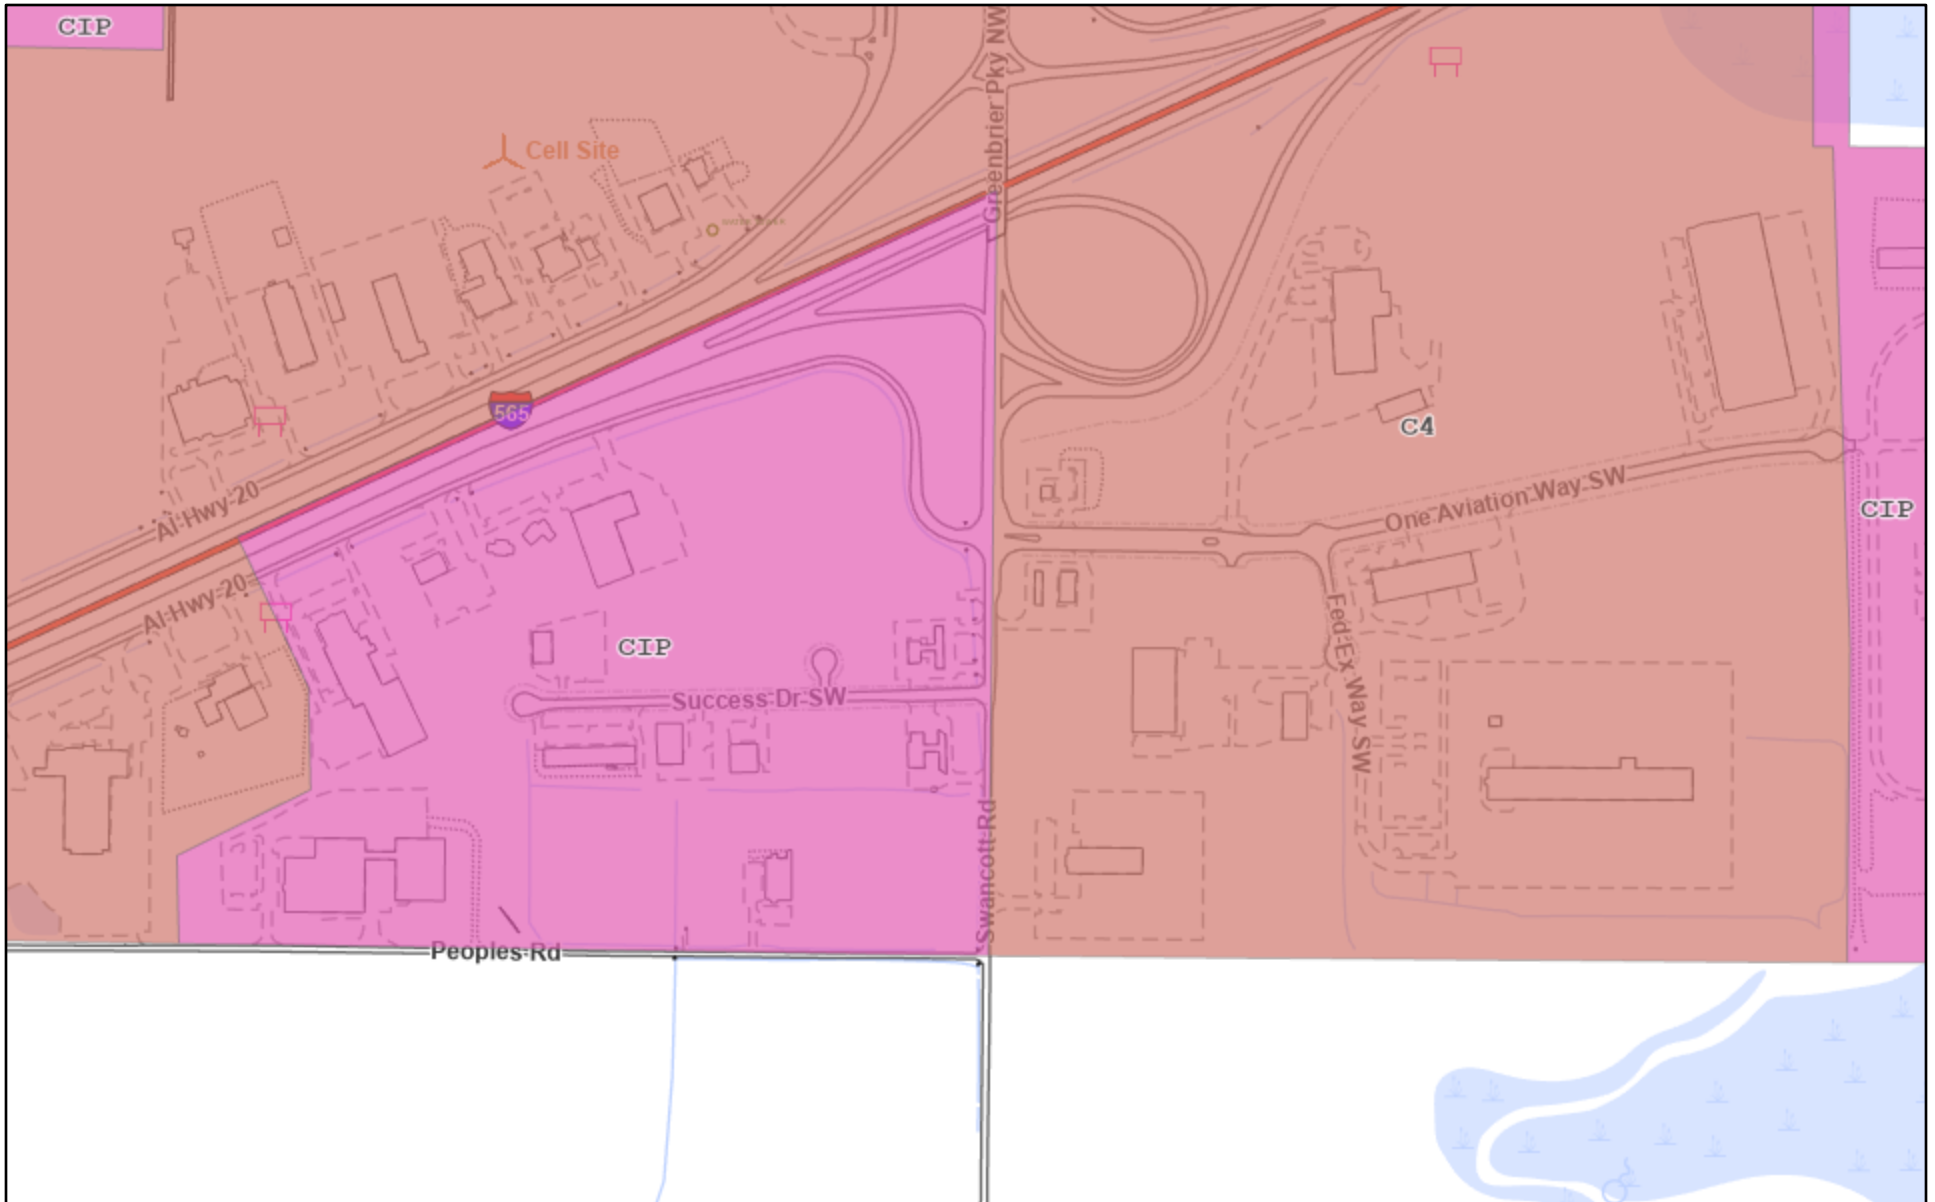 CIP
Greenbrier Pky NW
Cell Site
565
C4
Al Hwy-20
One Aviation Way SW
CIP
Al Hwy-20
Fed-Ex Way SW
CIP
Success Dr SW
Swancott Rd
Peoples Rd